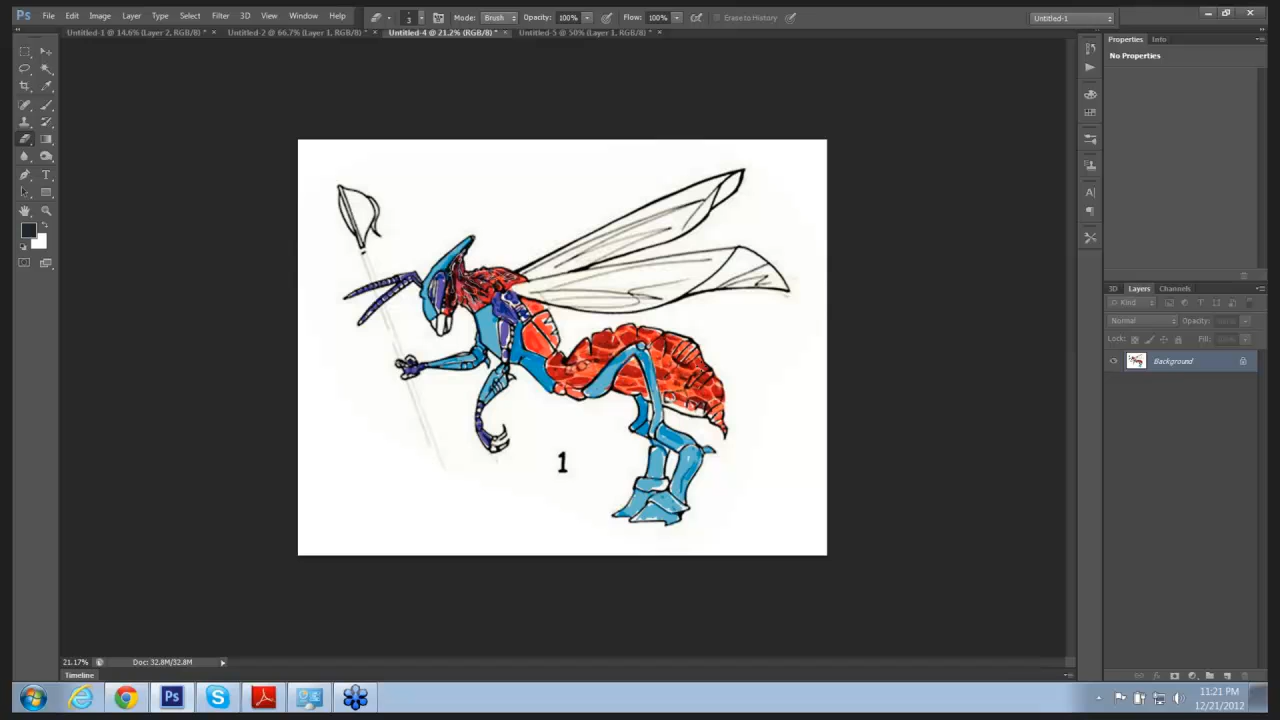 Ps File Edit Image Layer Type Select Filter 3D View Window Help
3 Mode: Brush Opacity: 100% Flow: 100% Erase to History Untitled-1
Untitled-1 @ 14.6% (Layer 2, RGB/8) * × Untitled-2 @ 66.7% (Layer 1, RGB/8) * × Untitled-4 @ 21.2% (RGB/8) * × Untitled-5 @ 50% (Layer 1, RGB/8) * ×
Properties Info
No Properties
3D Layers Channels
Kind
Normal Opacity:
Lock: Fill:
Background
1
21.17% Doc: 32.8M/32.8M
Timeline
Ps
11:21 PM
12/21/2012